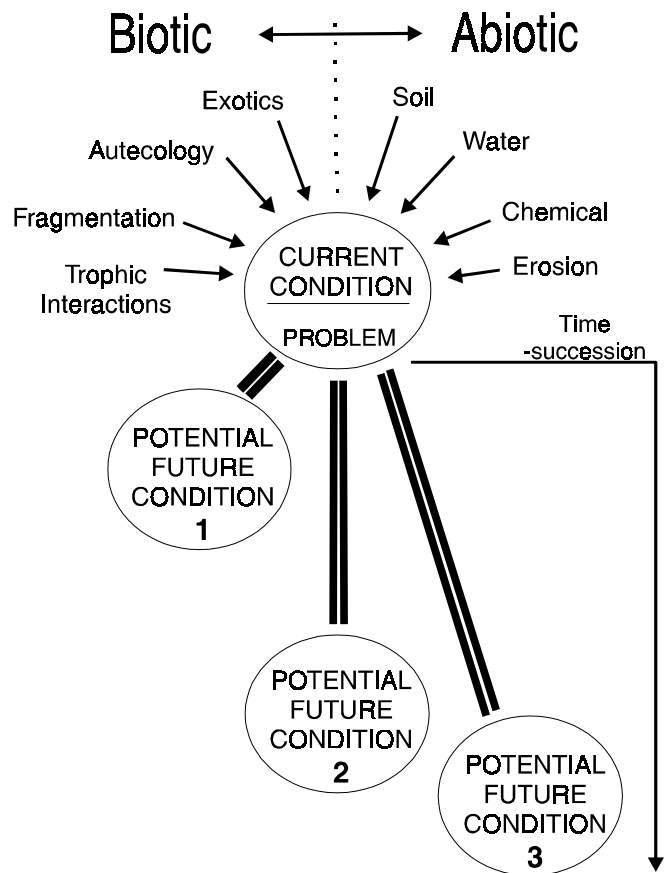 Biotic
Abiotic
Exotics
Soil
Autecology
Water
Fragmentation
Chemical
Trophic
Interactions
Erosion
CURRENT
CONDITION
PROBLEM
Time
-succession
POTENTIAL
FUTURE
CONDITION
1
POTENTIAL
FUTURE
CONDITION
2
POTENTIAL
FUTURE
CONDITION
3